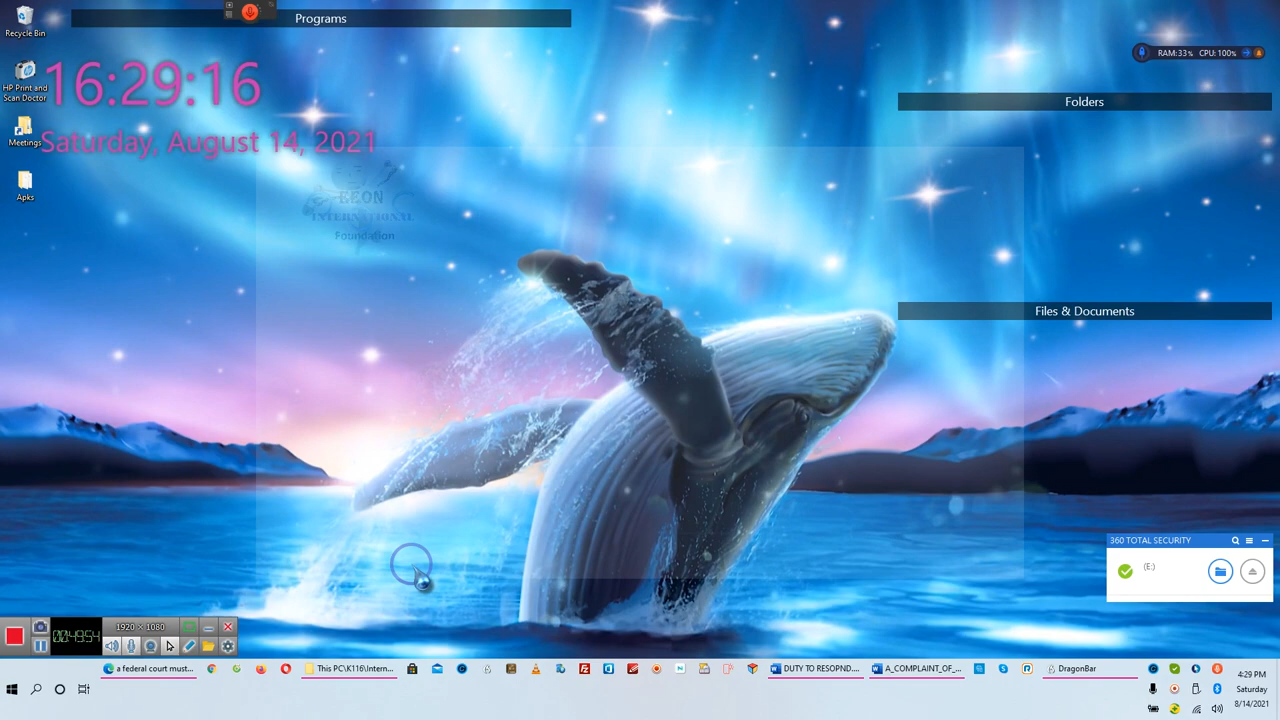 Programs
Recycle Bin
RAM:33% CPU: 100%
HP Print and
Scan Doctor
16:29:16
Folders
Meetings
Saturday, August 14, 2021
Apks
BEON
INTERNATIONAL
Foundation
Files & Documents
360 TOTAL SECURITY
(E:)
1920 × 1080
a federal court must...
This PC\K116\Intern...
DUTY TO RESOPND....
A_COMPLAINT_OF_...
DragonBar
4:29 PM
Saturday
8/14/2021